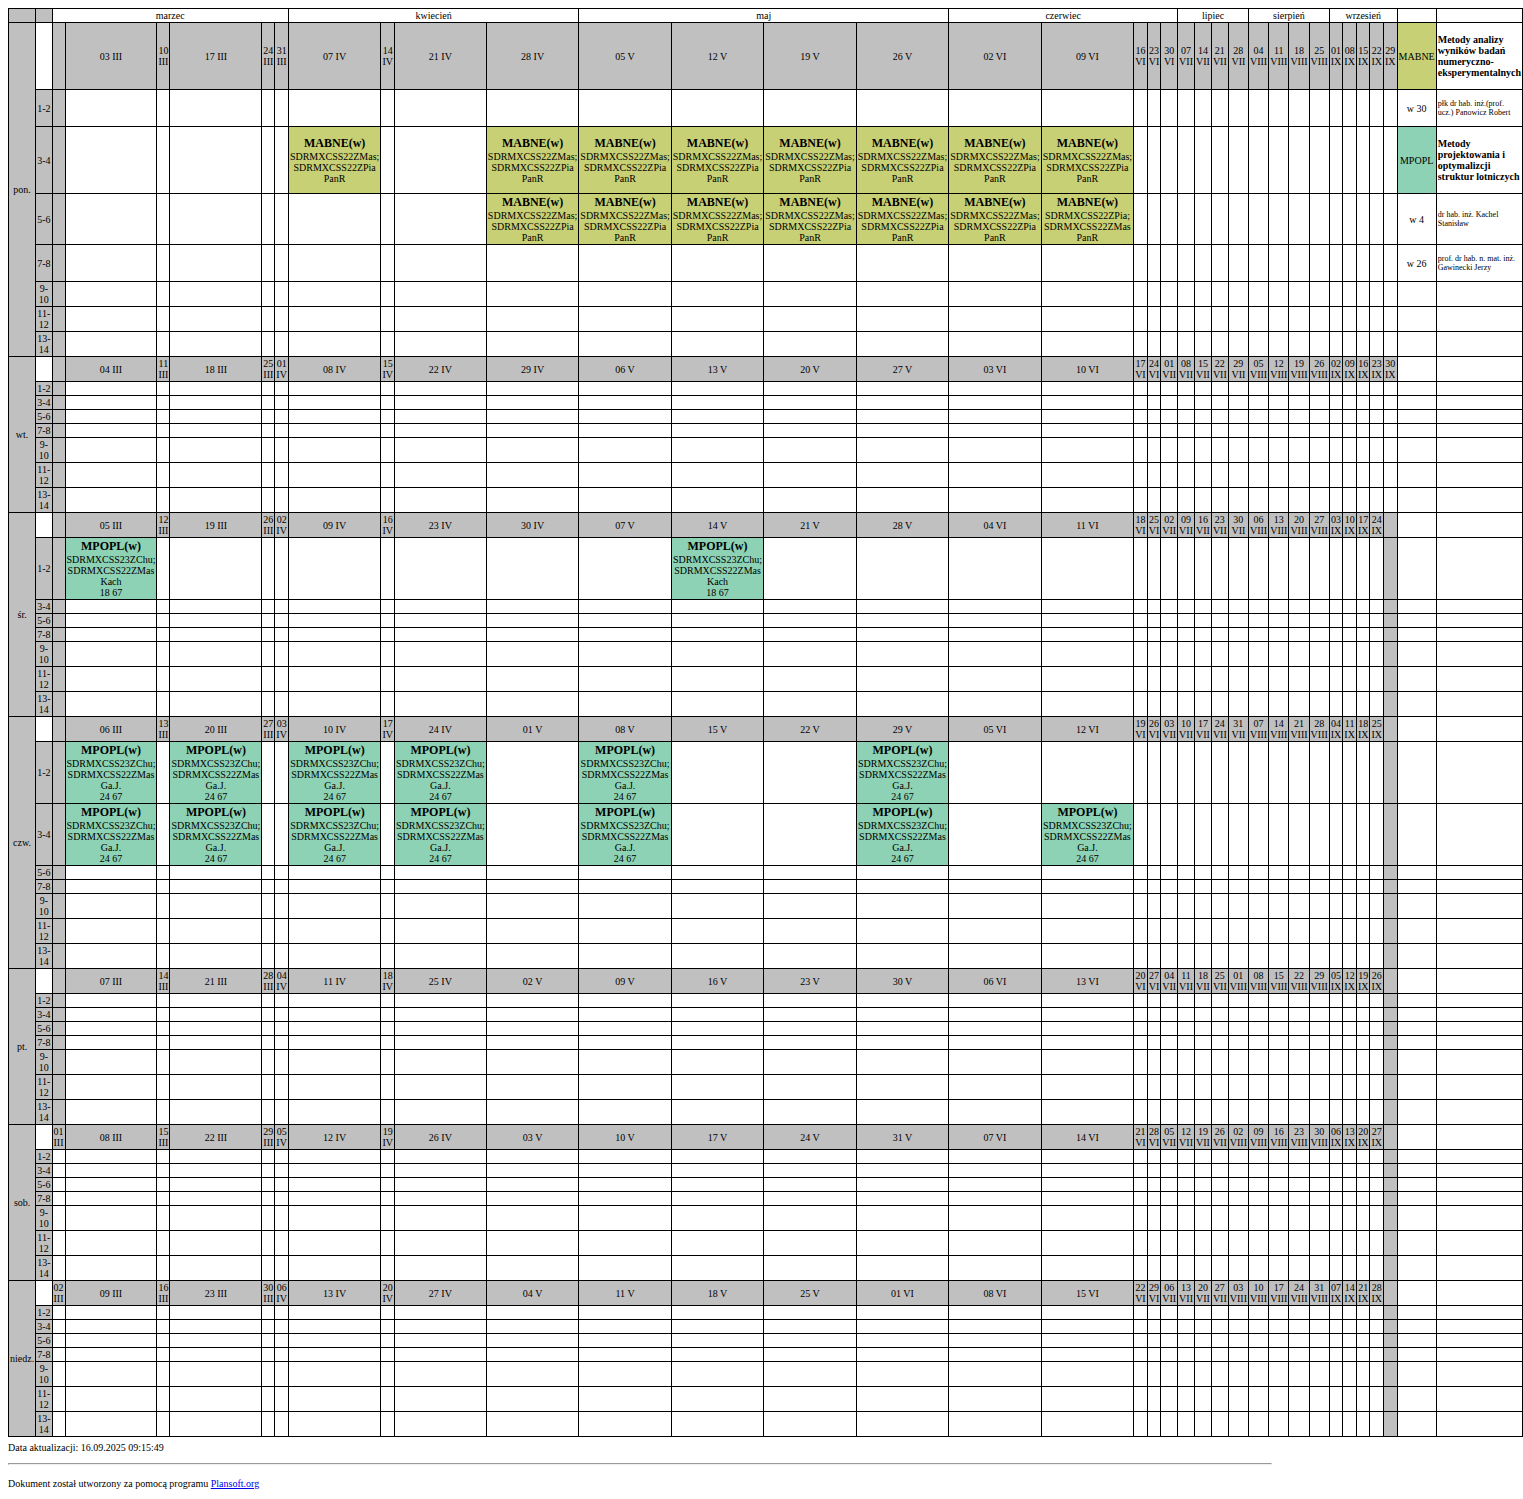 marzec kwiecień maj czerwiec lipiec sierpień wrzesień
pon.
03 III 10 III 17 III 24 III 31 III 07 IV 14 IV 21 IV 28 IV 05 V 12 V 19 V 26 V 02 VI 09 VI 16 VI 23 VI 30 VI 07 VII 14 VII 21 VII 28 VII 04 VIII 11 VIII 18 VIII 25 VIII 01 IX 08 IX 15 IX 22 IX 29 IX MABNE Metody analizy wyników badań numeryczno-eksperymentalnych
1-2 w 30 płk dr hab. inż.(prof. ucz.) Panowicz Robert
3-4 MABNE(w) MABNE(w) MABNE(w) MABNE(w) MABNE(w) MABNE(w) MABNE(w) MABNE(w) MPOPL Metody projektowania i optymalizcji struktur lotniczych
SDRMXCSS22ZMas; SDRMXCSS22ZMas; SDRMXCSS22ZMas; SDRMXCSS22ZMas; SDRMXCSS22ZMas; SDRMXCSS22ZMas; SDRMXCSS22ZMas; SDRMXCSS22ZMas;
SDRMXCSS22ZPia SDRMXCSS22ZPia SDRMXCSS22ZPia SDRMXCSS22ZPia SDRMXCSS22ZPia SDRMXCSS22ZPia SDRMXCSS22ZPia SDRMXCSS22ZPia
PanR PanR PanR PanR PanR PanR PanR PanR
5-6 MABNE(w) MABNE(w) MABNE(w) MABNE(w) MABNE(w) MABNE(w) MABNE(w) w 4 dr hab. inż. Kachel Stanisław
SDRMXCSS22ZMas; SDRMXCSS22ZMas; SDRMXCSS22ZMas; SDRMXCSS22ZMas; SDRMXCSS22ZMas; SDRMXCSS22ZMas; SDRMXCSS22ZPia;
SDRMXCSS22ZPia SDRMXCSS22ZPia SDRMXCSS22ZPia SDRMXCSS22ZPia SDRMXCSS22ZPia SDRMXCSS22ZPia SDRMXCSS22ZMas
PanR PanR PanR PanR PanR PanR PanR
7-8 w 26 prof. dr hab. n. mat. inż. Gawinecki Jerzy
9-10
11-12
13-14
wt.
04 III 11 III 18 III 25 III 01 IV 08 IV 15 IV 22 IV 29 IV 06 V 13 V 20 V 27 V 03 VI 10 VI 17 VI 24 VI 01 VII 08 VII 15 VII 22 VII 29 VII 05 VIII 12 VIII 19 VIII 26 VIII 02 IX 09 IX 16 IX 23 IX 30 IX
1-2
3-4
5-6
7-8
9-10
11-12
13-14
śr.
05 III 12 III 19 III 26 III 02 IV 09 IV 16 IV 23 IV 30 IV 07 V 14 V 21 V 28 V 04 VI 11 VI 18 VI 25 VI 02 VII 09 VII 16 VII 23 VII 30 VII 06 VIII 13 VIII 20 VIII 27 VIII 03 IX 10 IX 17 IX 24 IX
1-2 MPOPL(w) MPOPL(w)
SDRMXCSS23ZChu; SDRMXCSS23ZChu;
SDRMXCSS22ZMas SDRMXCSS22ZMas
Kach Kach
18 67 18 67
3-4
5-6
7-8
9-10
11-12
13-14
czw.
06 III 13 III 20 III 27 III 03 IV 10 IV 17 IV 24 IV 01 V 08 V 15 V 22 V 29 V 05 VI 12 VI 19 VI 26 VI 03 VII 10 VII 17 VII 24 VII 31 VII 07 VIII 14 VIII 21 VIII 28 VIII 04 IX 11 IX 18 IX 25 IX
1-2 MPOPL(w) MPOPL(w) MPOPL(w) MPOPL(w) MPOPL(w) MPOPL(w)
SDRMXCSS23ZChu; SDRMXCSS23ZChu; SDRMXCSS23ZChu; SDRMXCSS23ZChu; SDRMXCSS23ZChu; SDRMXCSS23ZChu;
SDRMXCSS22ZMas SDRMXCSS22ZMas SDRMXCSS22ZMas SDRMXCSS22ZMas SDRMXCSS22ZMas SDRMXCSS22ZMas
Ga.J. Ga.J. Ga.J. Ga.J. Ga.J. Ga.J.
24 67 24 67 24 67 24 67 24 67 24 67
3-4 MPOPL(w) MPOPL(w) MPOPL(w) MPOPL(w) MPOPL(w) MPOPL(w) MPOPL(w)
SDRMXCSS23ZChu; SDRMXCSS23ZChu; SDRMXCSS23ZChu; SDRMXCSS23ZChu; SDRMXCSS23ZChu; SDRMXCSS23ZChu; SDRMXCSS23ZChu;
SDRMXCSS22ZMas SDRMXCSS22ZMas SDRMXCSS22ZMas SDRMXCSS22ZMas SDRMXCSS22ZMas SDRMXCSS22ZMas SDRMXCSS22ZMas
Ga.J. Ga.J. Ga.J. Ga.J. Ga.J. Ga.J. Ga.J.
24 67 24 67 24 67 24 67 24 67 24 67 24 67
5-6
7-8
9-10
11-12
13-14
pt.
07 III 14 III 21 III 28 III 04 IV 11 IV 18 IV 25 IV 02 V 09 V 16 V 23 V 30 V 06 VI 13 VI 20 VI 27 VI 04 VII 11 VII 18 VII 25 VII 01 VIII 08 VIII 15 VIII 22 VIII 29 VIII 05 IX 12 IX 19 IX 26 IX
1-2
3-4
5-6
7-8
9-10
11-12
13-14
sob.
01 III 08 III 15 III 22 III 29 III 05 IV 12 IV 19 IV 26 IV 03 V 10 V 17 V 24 V 31 V 07 VI 14 VI 21 VI 28 VI 05 VII 12 VII 19 VII 26 VII 02 VIII 09 VIII 16 VIII 23 VIII 30 VIII 06 IX 13 IX 20 IX 27 IX
1-2
3-4
5-6
7-8
9-10
11-12
13-14
niedz.
02 III 09 III 16 III 23 III 30 III 06 IV 13 IV 20 IV 27 IV 04 V 11 V 18 V 25 V 01 VI 08 VI 15 VI 22 VI 29 VI 06 VII 13 VII 20 VII 27 VII 03 VIII 10 VIII 17 VIII 24 VIII 31 VIII 07 IX 14 IX 21 IX 28 IX
1-2
3-4
5-6
7-8
9-10
11-12
13-14
Data aktualizacji: 16.09.2025 09:15:49
Dokument został utworzony za pomocą programu Plansoft.org